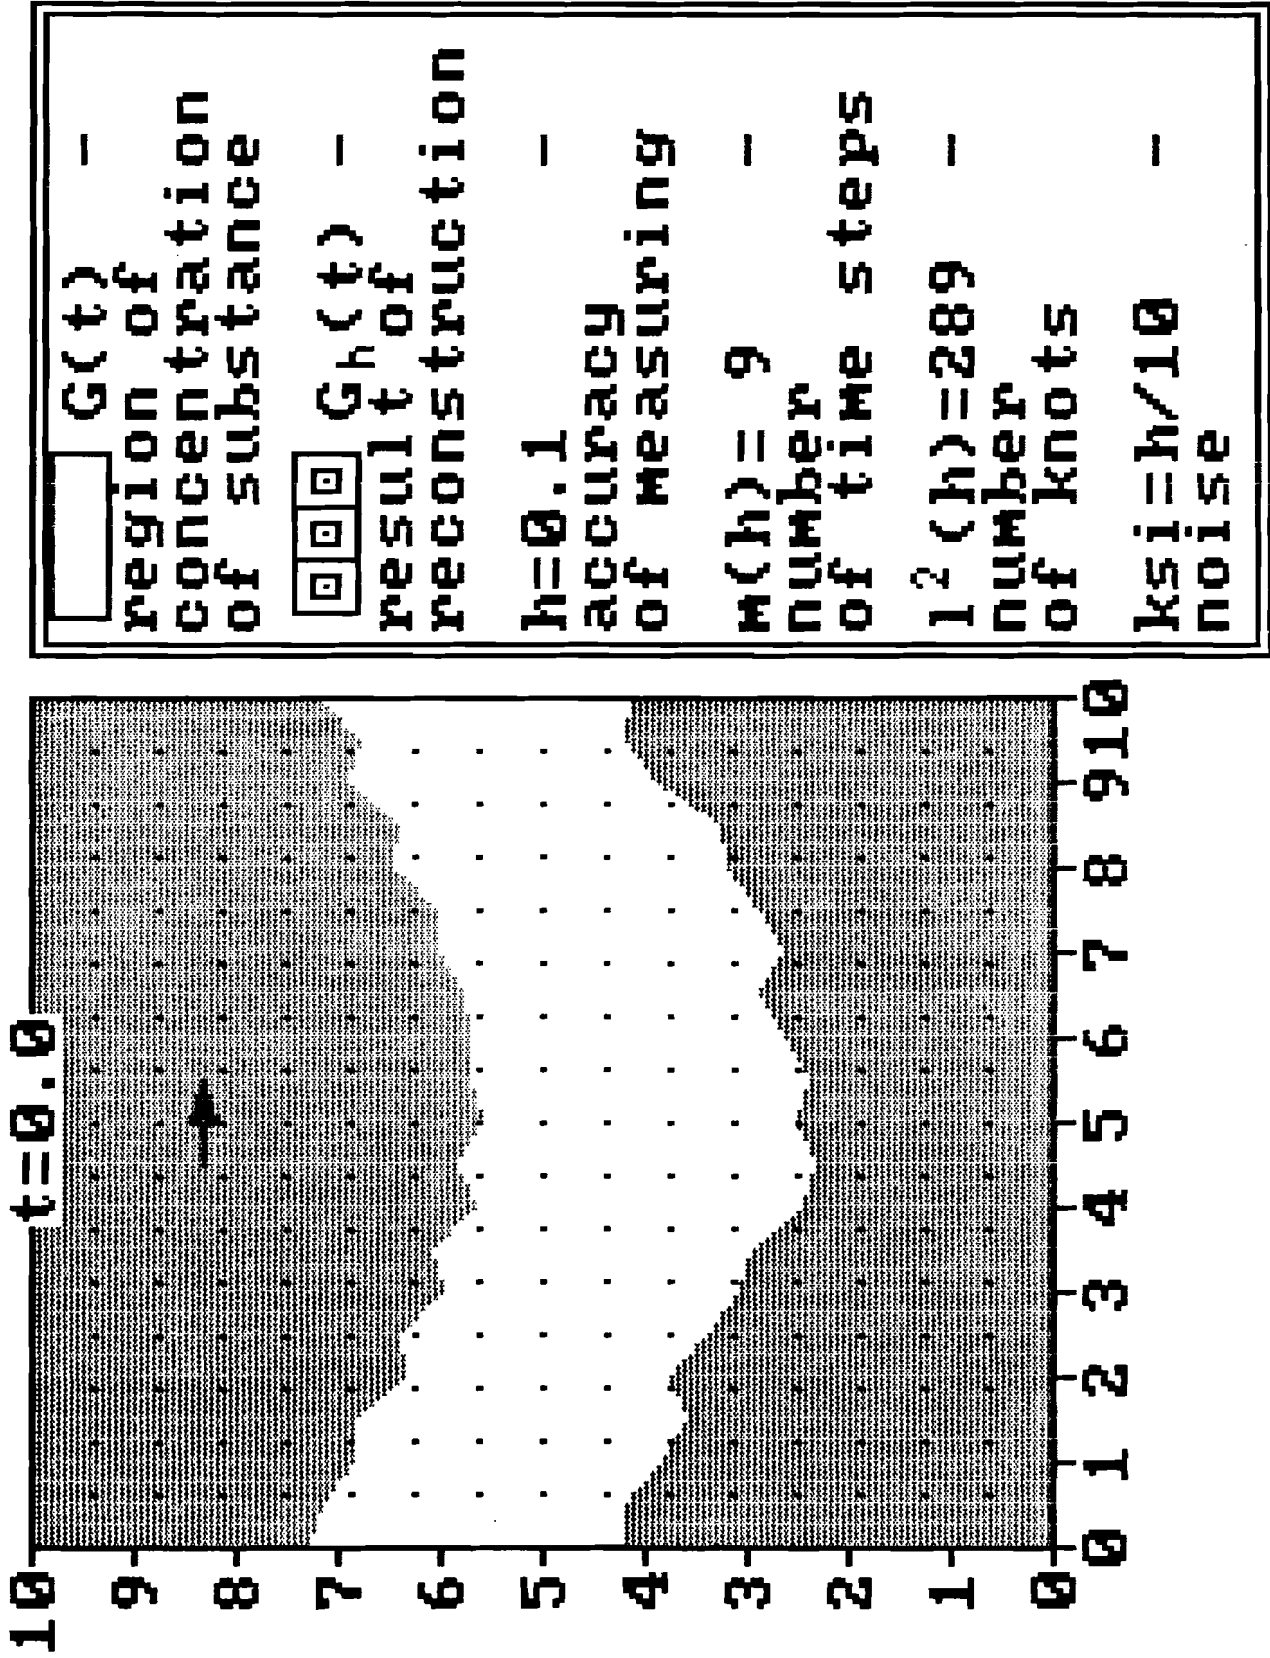 t=0.0
10
9
8
7
6
5
4
3
2
1
0
0 1 2 3 4 5 6 7 8 9 10
G(t) -
region of
concentration
of substance
Gh(t) -
result of
reconstruction
h=0.1 -
accuracy
of measuring
m(h)= 9 -
number
of time steps
l²(h)=289 -
number
of knots
ksi=h/10 -
noise